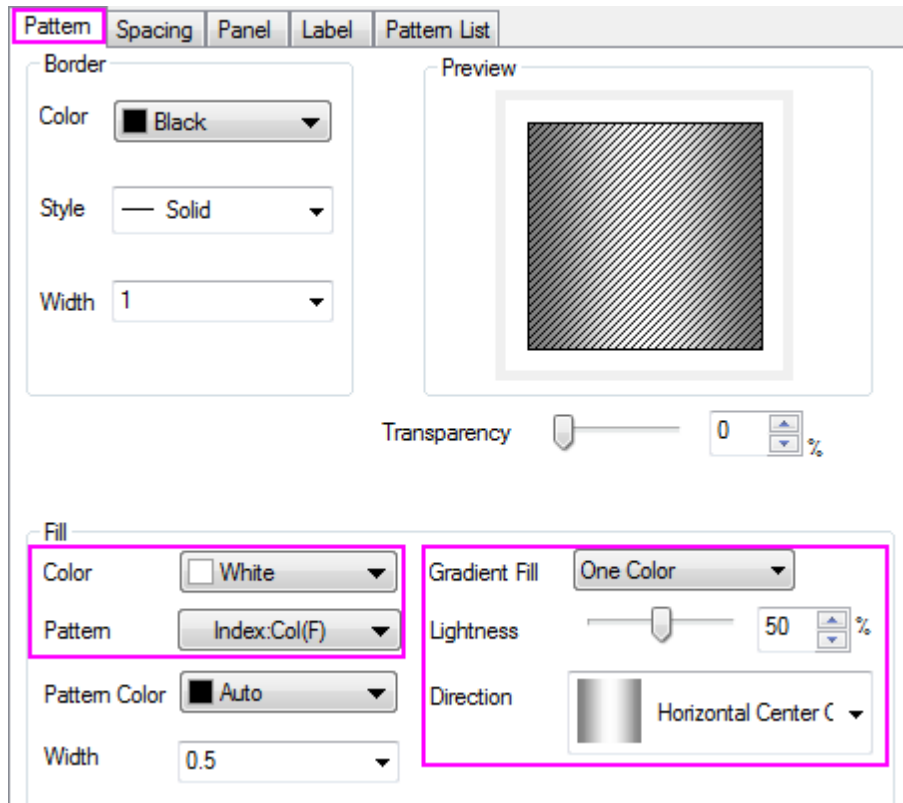 Pattern Spacing Panel Label Pattern List
Border
Color Black
Style Solid
Width 1
Preview
Transparency 0 %
Fill
Color White
Pattern Index:Col(F)
Pattern Color Auto
Width 0.5
Gradient Fill One Color
Lightness 50 %
Direction Horizontal Center